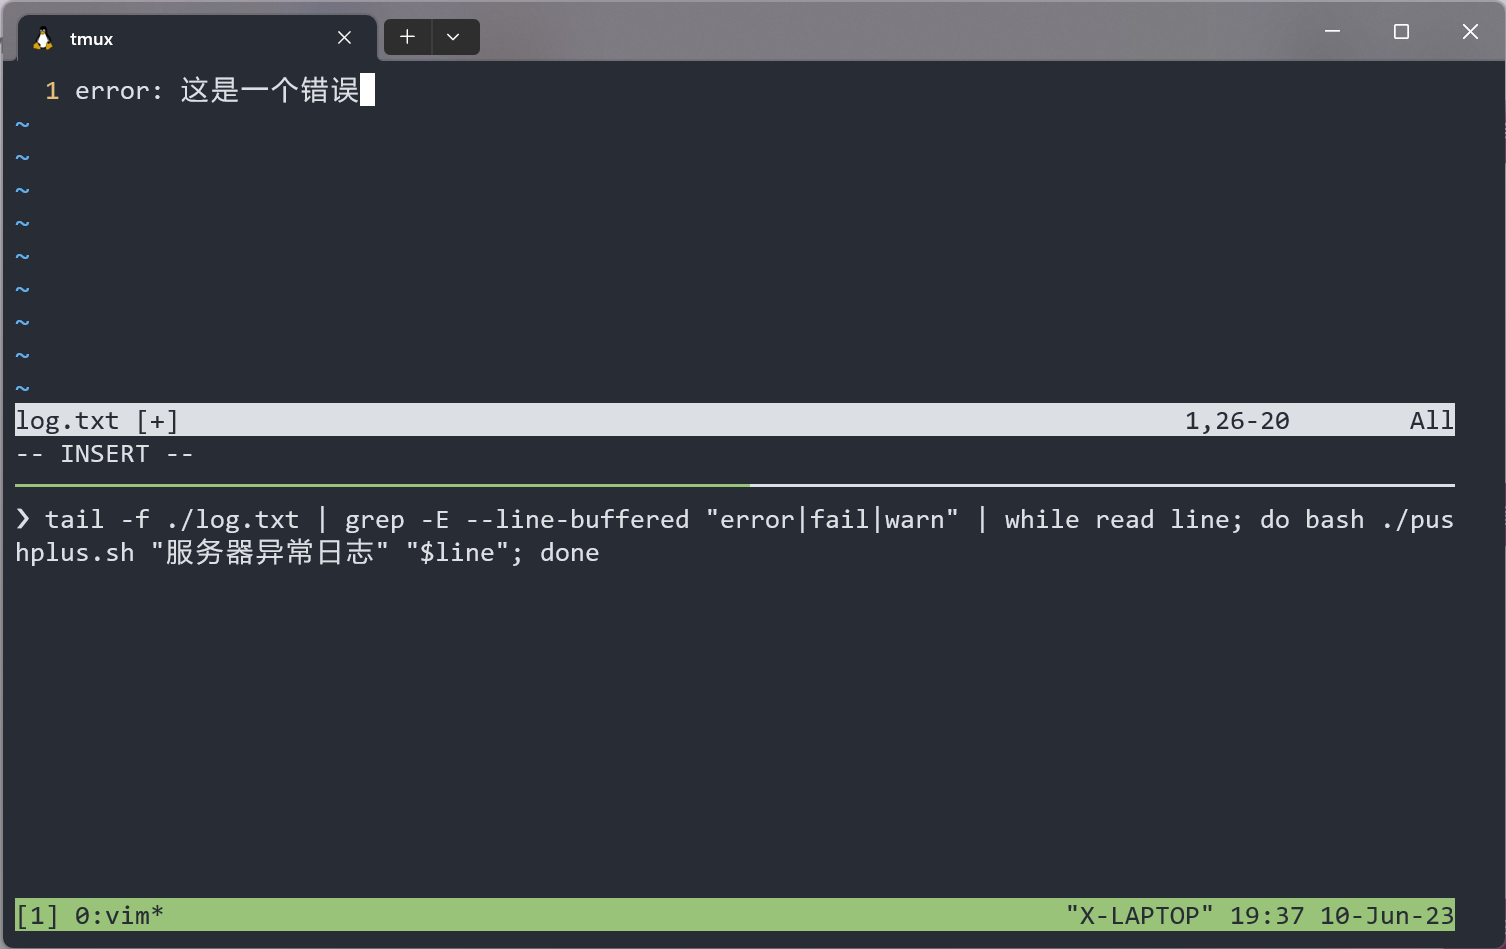 tmux
1 error: 这是一个错误
~
~
~
~
~
~
~
~
~
log.txt [+] 1,26-20 All
-- INSERT --
❯ tail -f ./log.txt | grep -E --line-buffered "error|fail|warn" | while read line; do bash ./pus
hplus.sh "服务器异常日志" "$line"; done
[1] 0:vim* "X-LAPTOP" 19:37 10-Jun-23